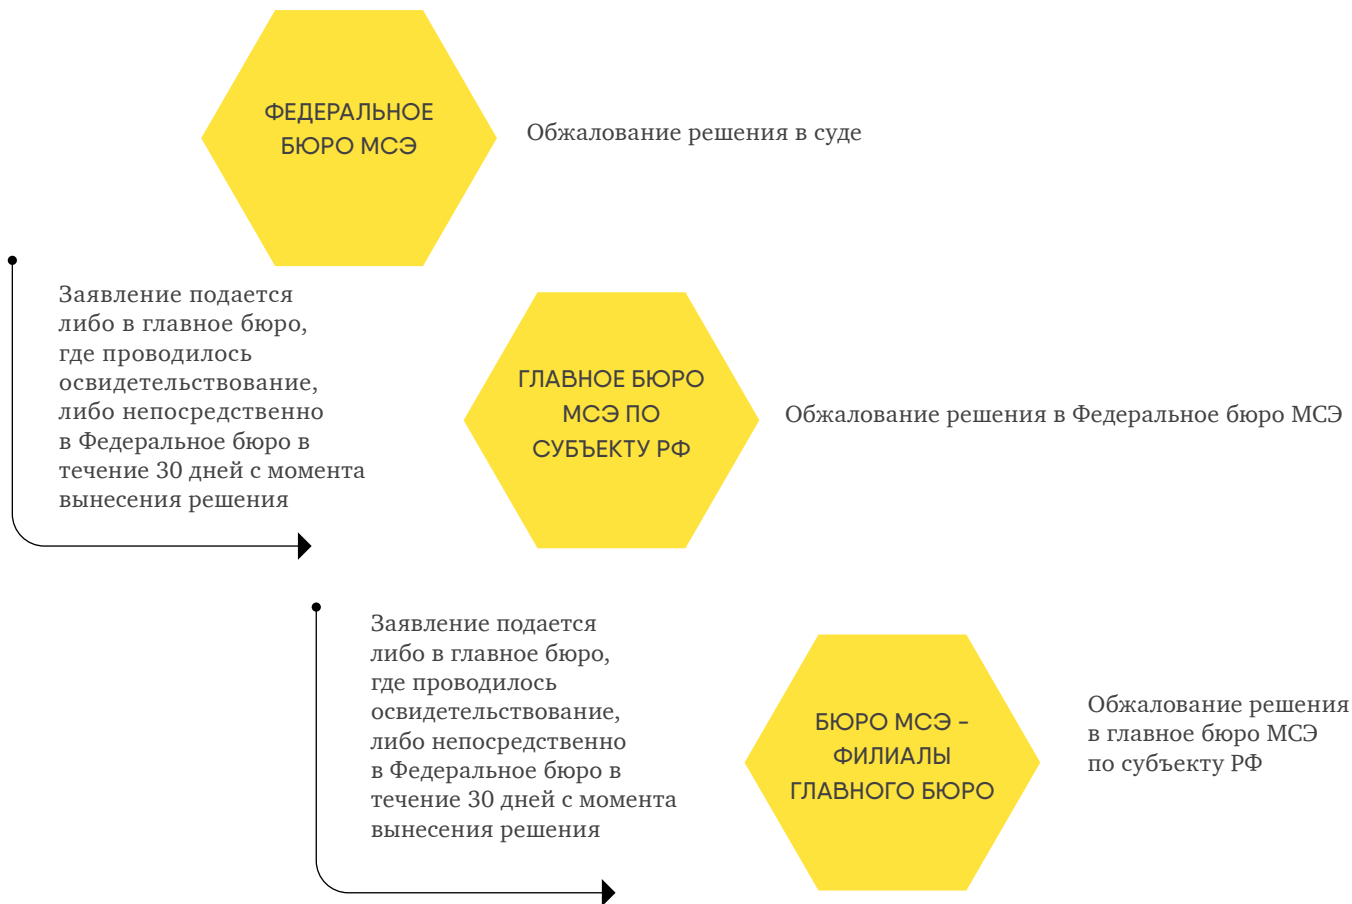 ФЕДЕРАЛЬНОЕ
БЮРО МСЭ
Обжалование решения в суде
Заявление подается
либо в главное бюро,
где проводилось
освидетельствование,
либо непосредственно
в Федеральное бюро в
течение 30 дней с момента
вынесения решения
ГЛАВНОЕ БЮРО
МСЭ ПО
СУБЪЕКТУ РФ
Обжалование решения в Федеральное бюро МСЭ
Заявление подается
либо в главное бюро,
где проводилось
освидетельствование,
либо непосредственно
в Федеральное бюро в
течение 30 дней с момента
вынесения решения
БЮРО МСЭ –
ФИЛИАЛЫ
ГЛАВНОГО БЮРО
Обжалование решения
в главное бюро МСЭ
по субъекту РФ